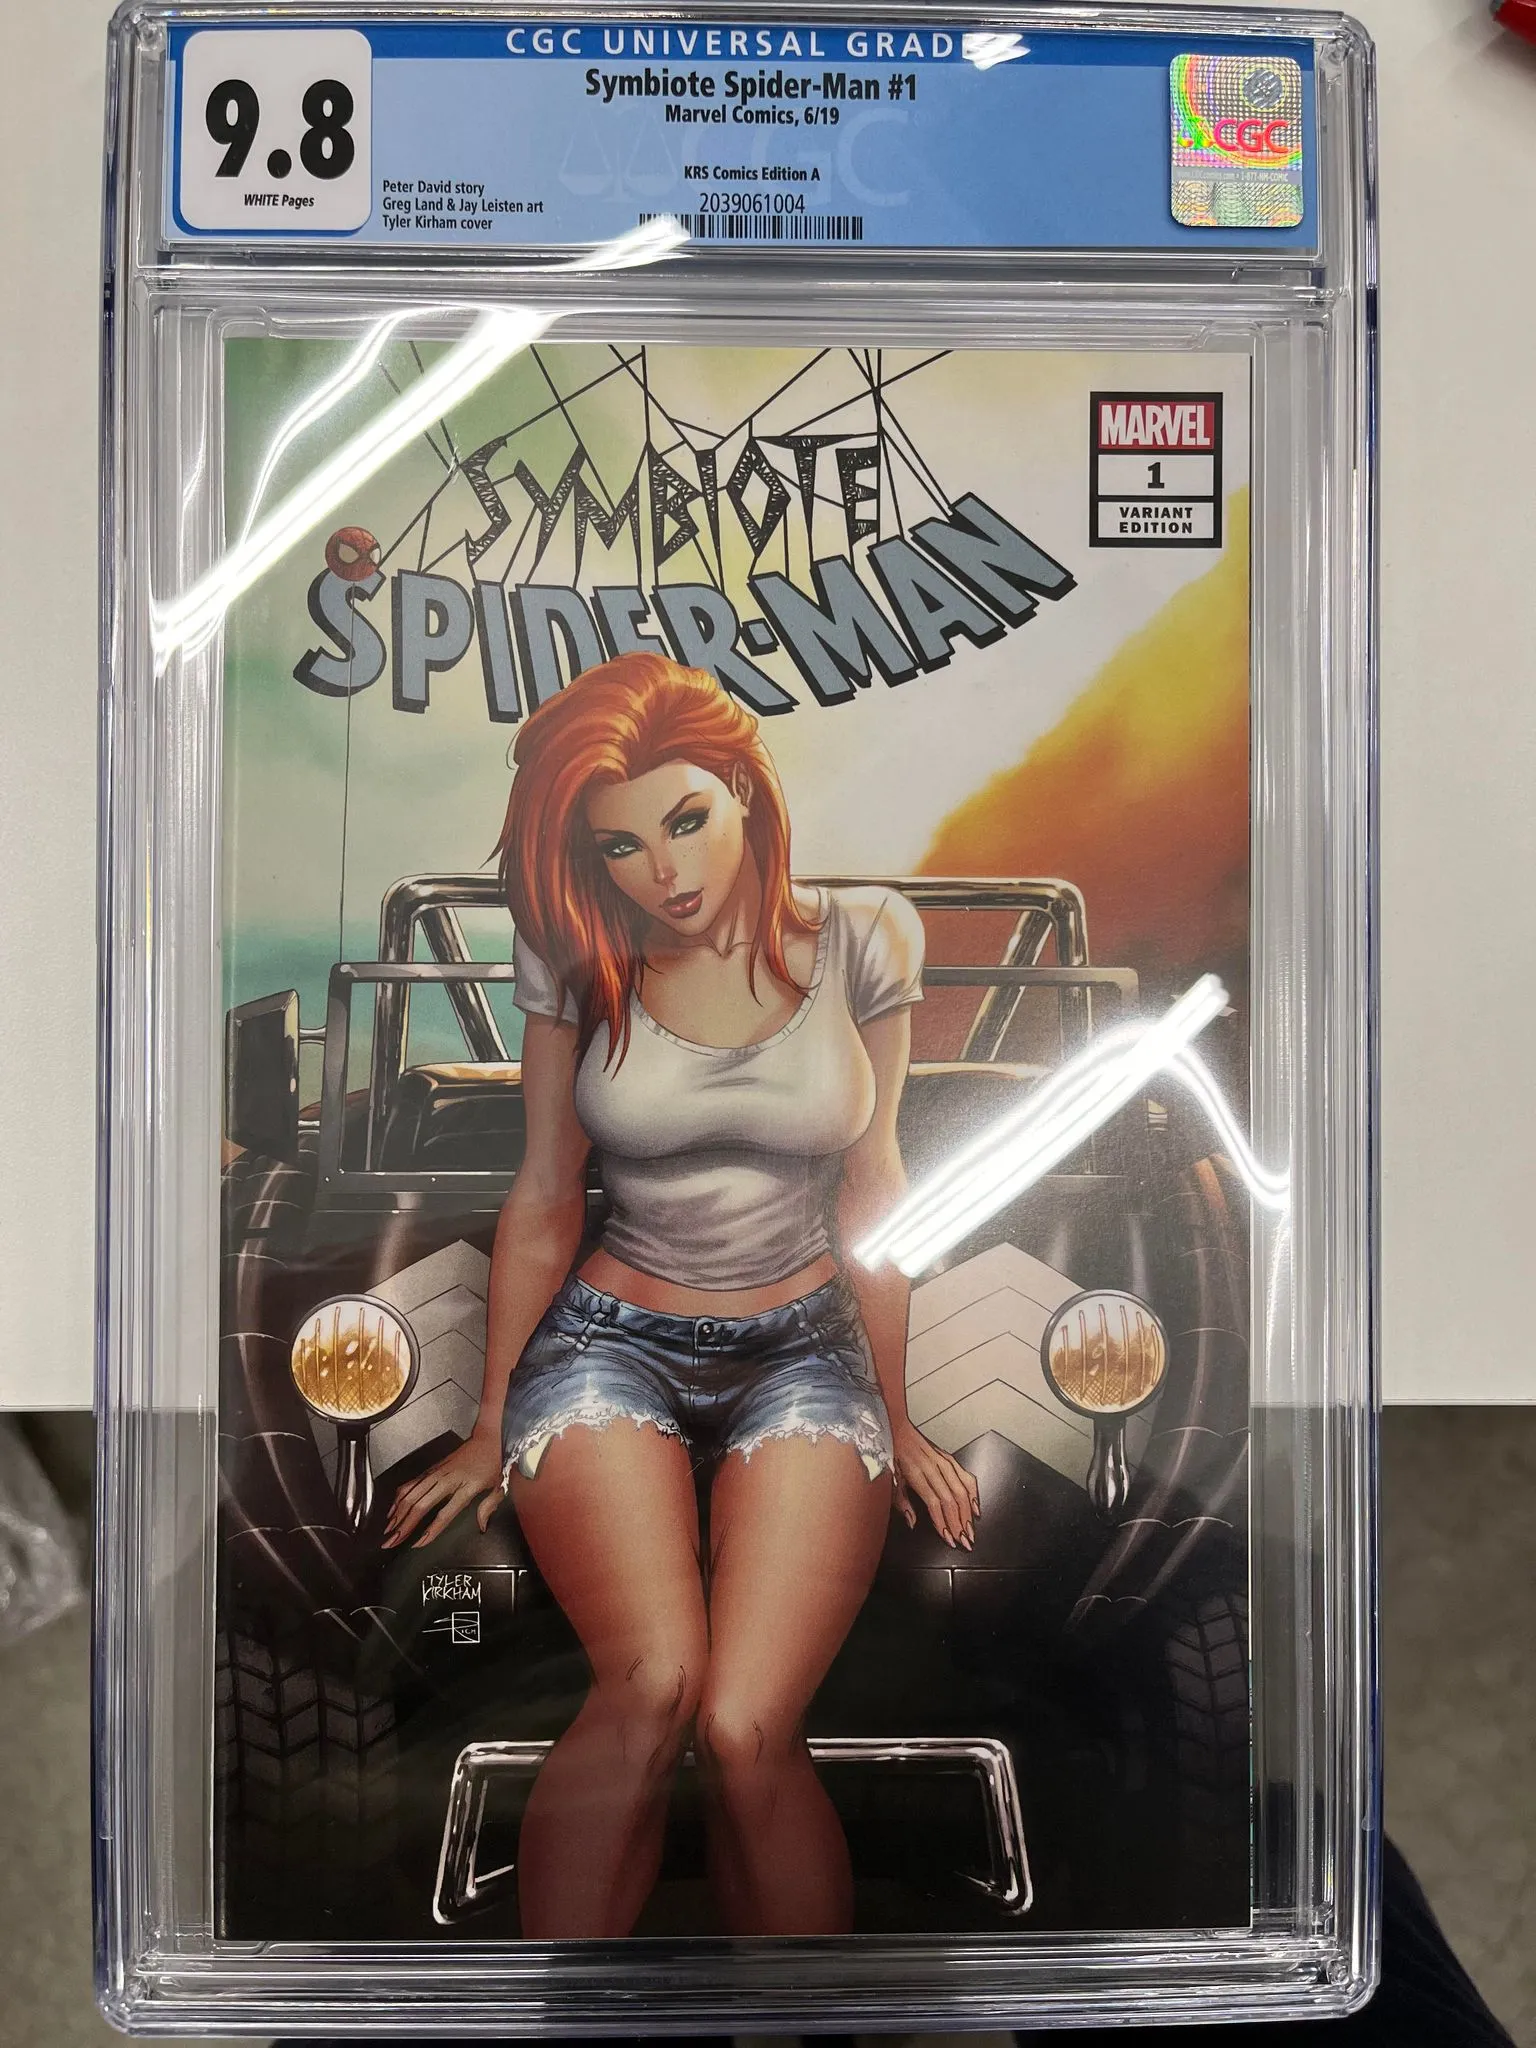 CGC UNIVERSAL GRADE
9.8
WHITE Pages
Symbiote Spider-Man #1
Marvel Comics, 6/19
KRS Comics Edition A
2039061004
Peter David story
Greg Land & Jay Leisten art
Tyler Kirham cover
CGC
MARVEL
1
VARIANT
EDITION
SYMBIOTE
SPIDER-MAN
TYLER
KIRKHAM